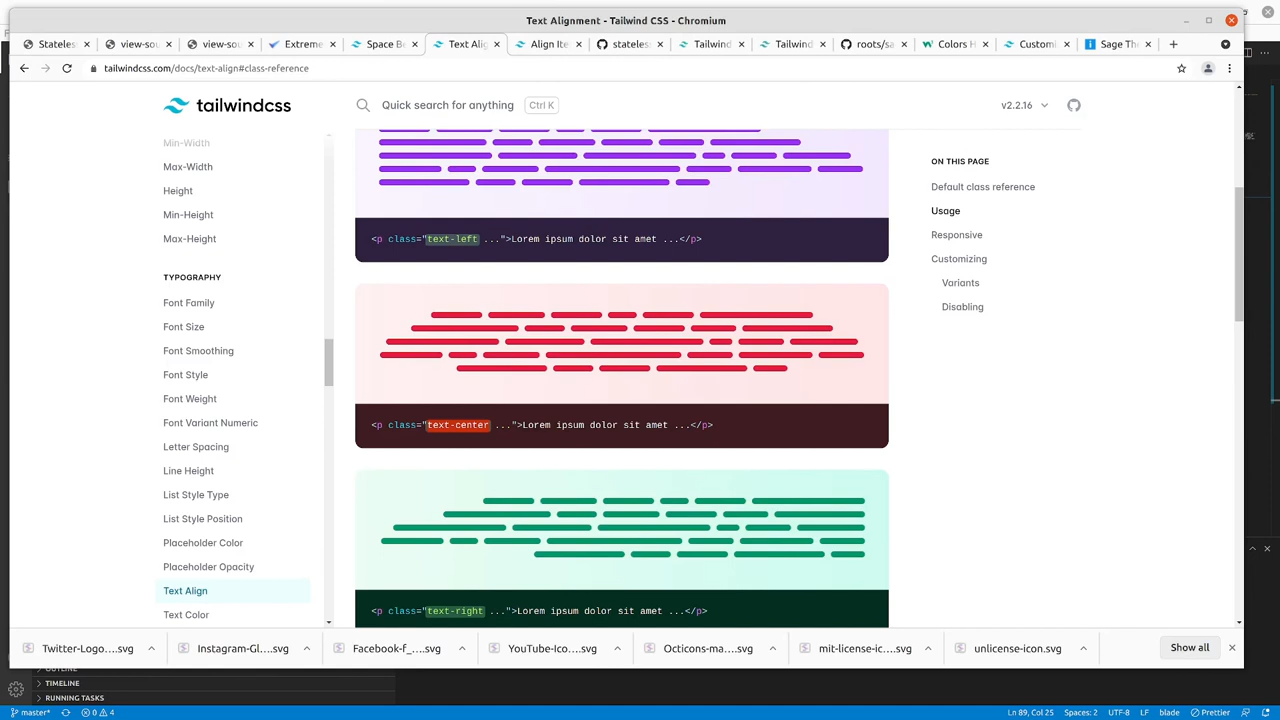 Text Alignment - Tailwind CSS - Chromium
Stateles
view-sou
view-sou
Extreme
Space Be
Text Alig
Align Ite
stateles
Tailwind
Tailwind
roots/sa
Colors H
Customi
Sage The
tailwindcss.com/docs/text-align#class-reference
tailwindcss
Quick search for anything
Ctrl K
v2.2.16
Min-Width
Max-Width
Height
Min-Height
Max-Height
TYPOGRAPHY
Font Family
Font Size
Font Smoothing
Font Style
Font Weight
Font Variant Numeric
Letter Spacing
Line Height
List Style Type
List Style Position
Placeholder Color
Placeholder Opacity
Text Align
Text Color
<p class="text-left ...">Lorem ipsum dolor sit amet ...</p>
<p class="text-center ...">Lorem ipsum dolor sit amet ...</p>
<p class="text-right ...">Lorem ipsum dolor sit amet ...</p>
ON THIS PAGE
Default class reference
Usage
Responsive
Customizing
Variants
Disabling
Twitter-Logo....svg
Instagram-Gl....svg
Facebook-f_....svg
YouTube-Ico....svg
Octicons-ma....svg
mit-license-ic....svg
unlicense-icon.svg
Show all
OUTLINE
TIMELINE
RUNNING TASKS
master*
0
4
Ln 89, Col 25
Spaces: 2
UTF-8
LF
blade
Prettier